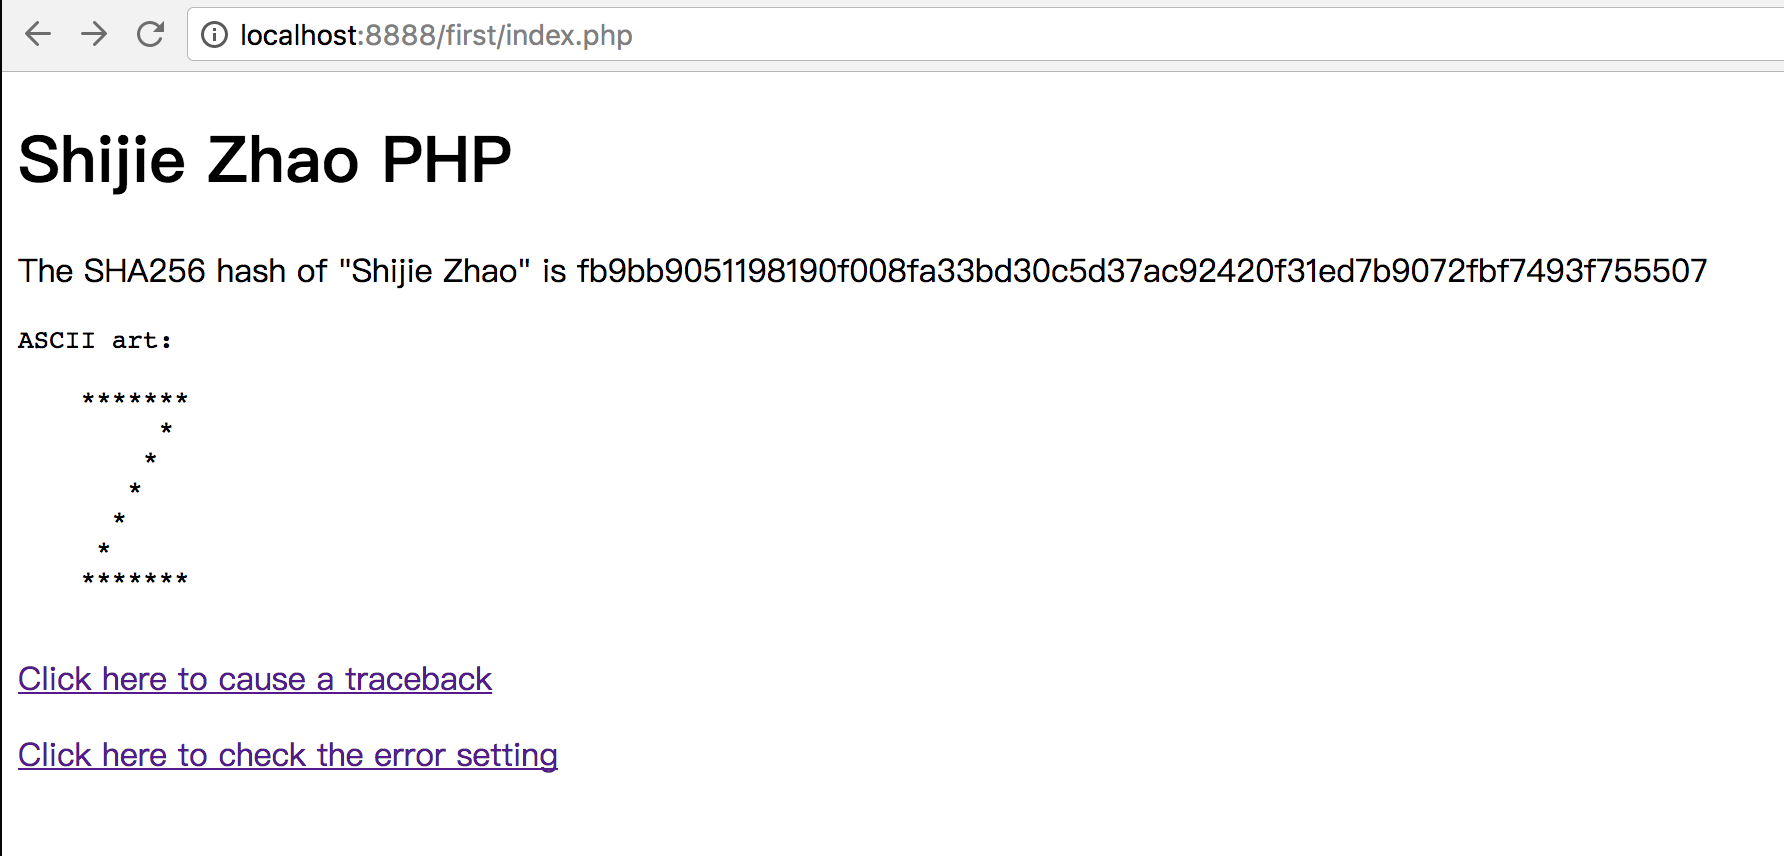 localhost:8888/first/index.php
Shijie Zhao PHP
The SHA256 hash of "Shijie Zhao" is fb9bb9051198190f008fa33bd30c5d37ac92420f31ed7b9072fbf7493f755507
ASCII art:
    *******
         *
        *
       *
      *
     *
    *******
Click here to cause a traceback
Click here to check the error setting